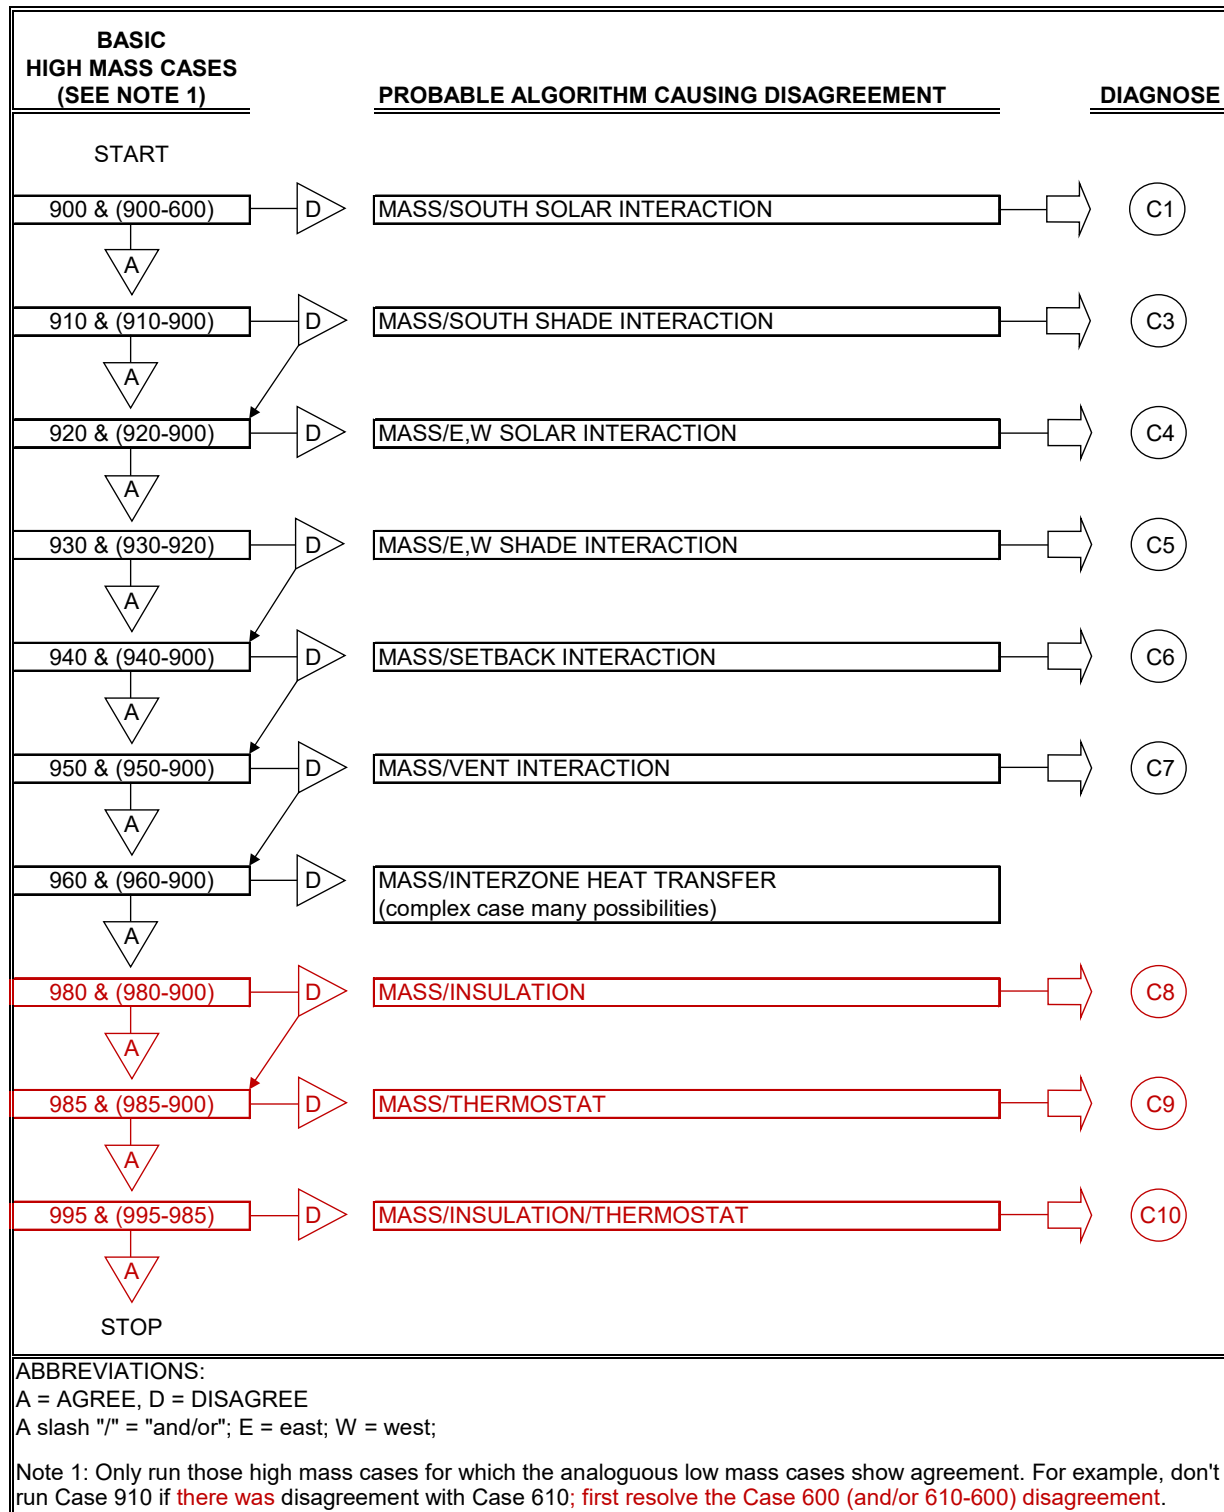 BASIC
HIGH MASS CASES
(SEE NOTE 1)
PROBABLE ALGORITHM CAUSING DISAGREEMENT
DIAGNOSE
START
900 & (900-600)
D
MASS/SOUTH SOLAR INTERACTION
C1
A
910 & (910-900)
D
MASS/SOUTH SHADE INTERACTION
C3
A
920 & (920-900)
D
MASS/E,W SOLAR INTERACTION
C4
A
930 & (930-920)
D
MASS/E,W SHADE INTERACTION
C5
A
940 & (940-900)
D
MASS/SETBACK INTERACTION
C6
A
950 & (950-900)
D
MASS/VENT INTERACTION
C7
A
960 & (960-900)
D
MASS/INTERZONE HEAT TRANSFER
(complex case many possibilities)
A
980 & (980-900)
D
MASS/INSULATION
C8
A
985 & (985-900)
D
MASS/THERMOSTAT
C9
A
995 & (995-985)
D
MASS/INSULATION/THERMOSTAT
C10
A
STOP
ABBREVIATIONS:
A = AGREE, D = DISAGREE
A slash "/" = "and/or"; E = east; W = west;
Note 1: Only run those high mass cases for which the analoguous low mass cases show agreement. For example, don't
run Case 910 if there was disagreement with Case 610; first resolve the Case 600 (and/or 610-600) disagreement.